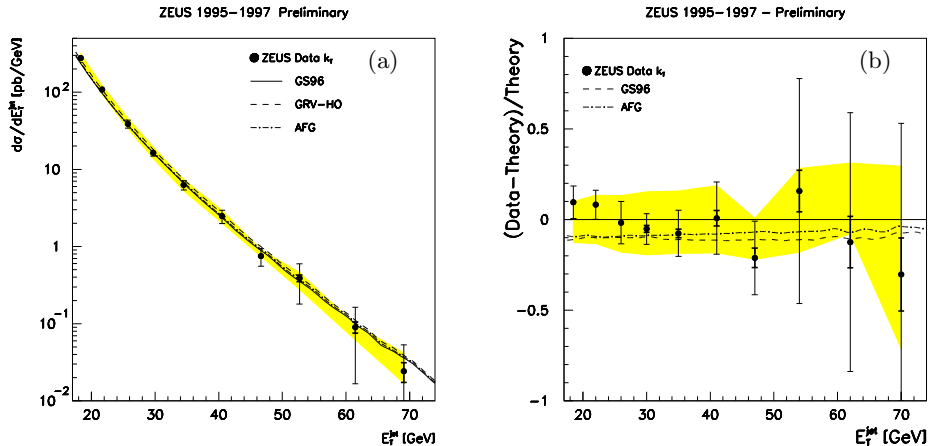 ZEUS 1995−1997 Preliminary
dσ/dE_T^jet [pb/GeV]
(a)
ZEUS Data k_T
GS96
GRV−HO
AFG
10^2
10
1
10^-1
10^-2
20 30 40 50 60 70
E_T^jet [GeV]
ZEUS 1995−1997 − Preliminary
(Data−Theory)/Theory
(b)
ZEUS Data k_T
GS96
AFG
1
0.5
0
-0.5
-1
20 30 40 50 60 70
E_T^jet [GeV]